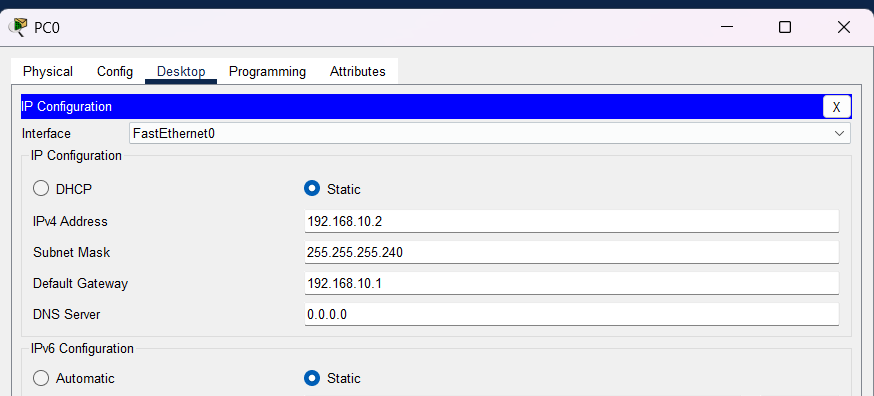 PC0
Physical Config Desktop Programming Attributes
IP Configuration X
Interface FastEthernet0
IP Configuration
DHCP Static
IPv4 Address 192.168.10.2
Subnet Mask 255.255.255.240
Default Gateway 192.168.10.1
DNS Server 0.0.0.0
IPv6 Configuration
Automatic Static